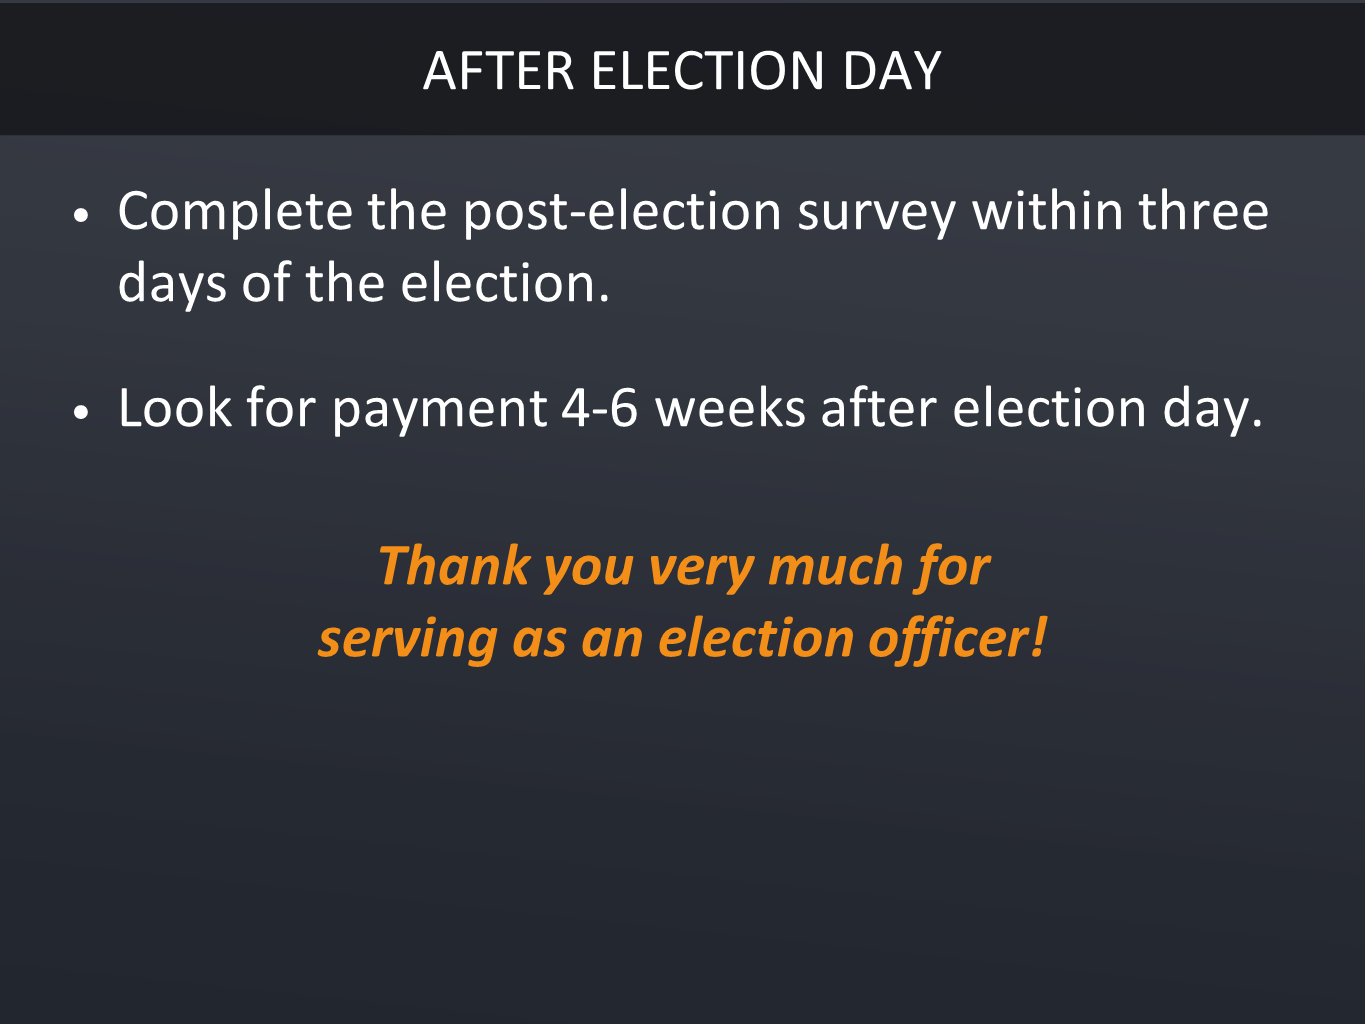 AFTER ELECTION DAY
• Complete the post-election survey within three
days of the election.
• Look for payment 4-6 weeks after election day.
Thank you very much for
serving as an election officer!